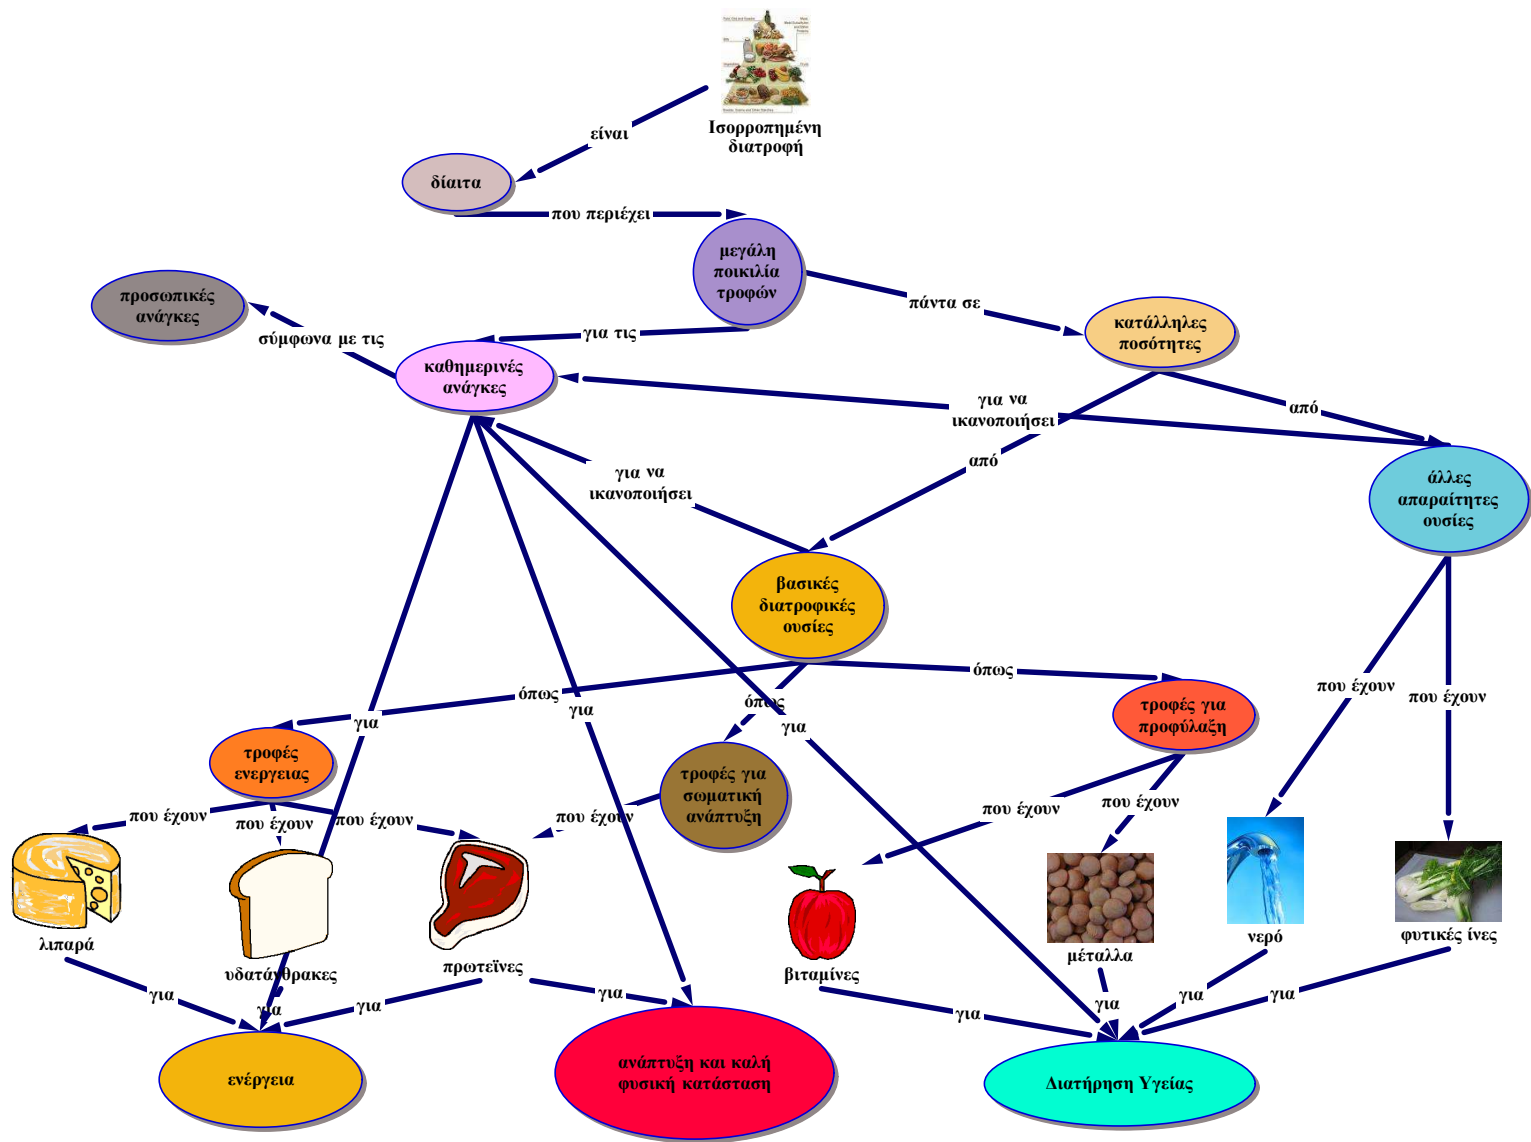 Ισορροπημένη
διατροφή
είναι
δίαιτα
που περιέχει
μεγάλη
ποικιλία
τροφών
προσωπικές
ανάγκες
σύμφωνα με τις
για τις
πάντα σε
κατάλληλες
ποσότητες
καθημερινές
ανάγκες
για να
ικανοποιήσει
από
από
για να
ικανοποιήσει
άλλες
απαραίτητες
ουσίες
βασικές
διατροφικές
ουσίες
όπως
όπως
όπως
που έχουν
που έχουν
τροφές για
προφύλαξη
για
για
για
τροφές
ενεργειας
τροφές για
σωματική
ανάπτυξη
που έχουν
που έχουν
που έχουν
που έχουν
που έχουν
που έχουν
λιπαρά
υδατάνθρακες
πρωτεϊνες
βιταμίνες
μέταλλα
νερό
φυτικές ίνες
για
για
για
για
για
για
για
για
ενέργεια
ανάπτυξη και καλή
φυσική κατάσταση
Διατήρηση Υγείας